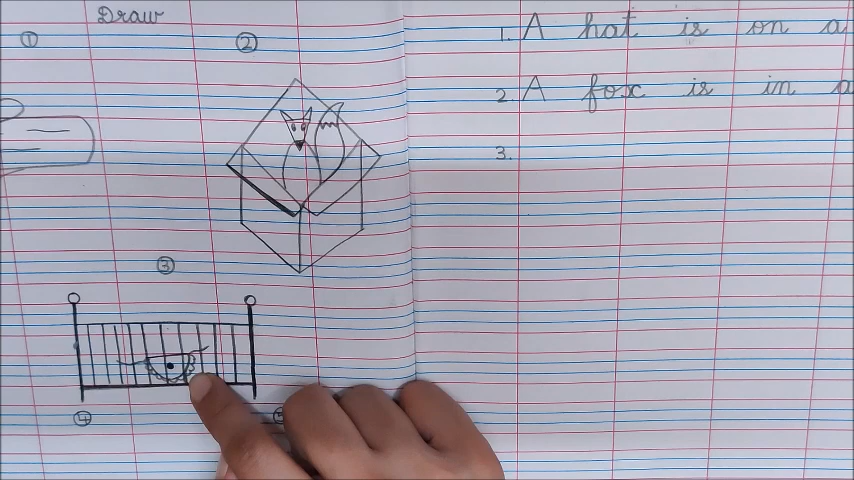 Draw
①
②
③
④
1. A hat is on a
2. A fox is in a
3.